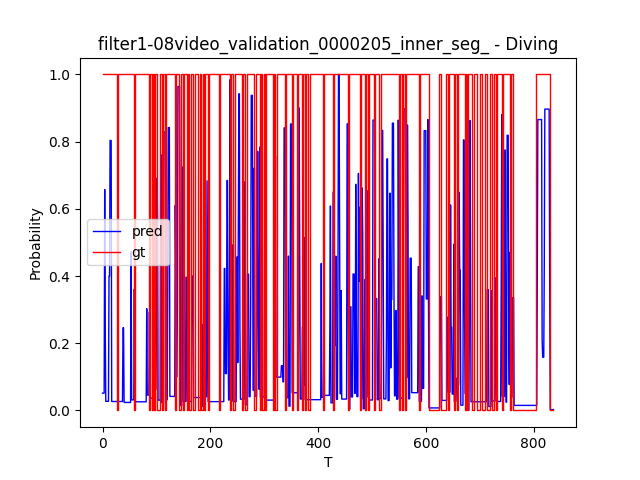 filter1-08video_validation_0000205_inner_seg_ - Diving
1.0
0.8
0.6
0.4
0.2
0.0
Probability
pred
gt
0
200
400
600
800
T